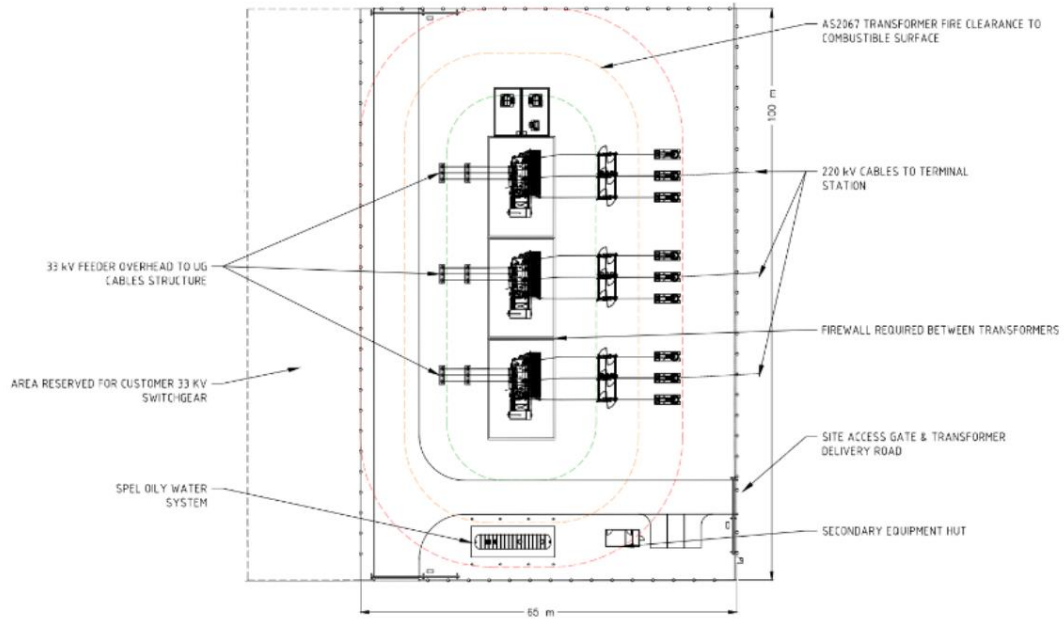 AS2067 TRANSFORMER FIRE CLEARANCE TO
COMBUSTIBLE SURFACE
100 m
220 kV CABLES TO TERMINAL
STATION
33 kV FEEDER OVERHEAD TO UG
CABLES STRUCTURE
FIREWALL REQUIRED BETWEEN TRANSFORMERS
AREA RESERVED FOR CUSTOMER 33 KV
SWITCHGEAR
SITE ACCESS GATE & TRANSFORMER
DELIVERY ROAD
SPEL OILY WATER
SYSTEM
SECONDARY EQUIPMENT HUT
65 m